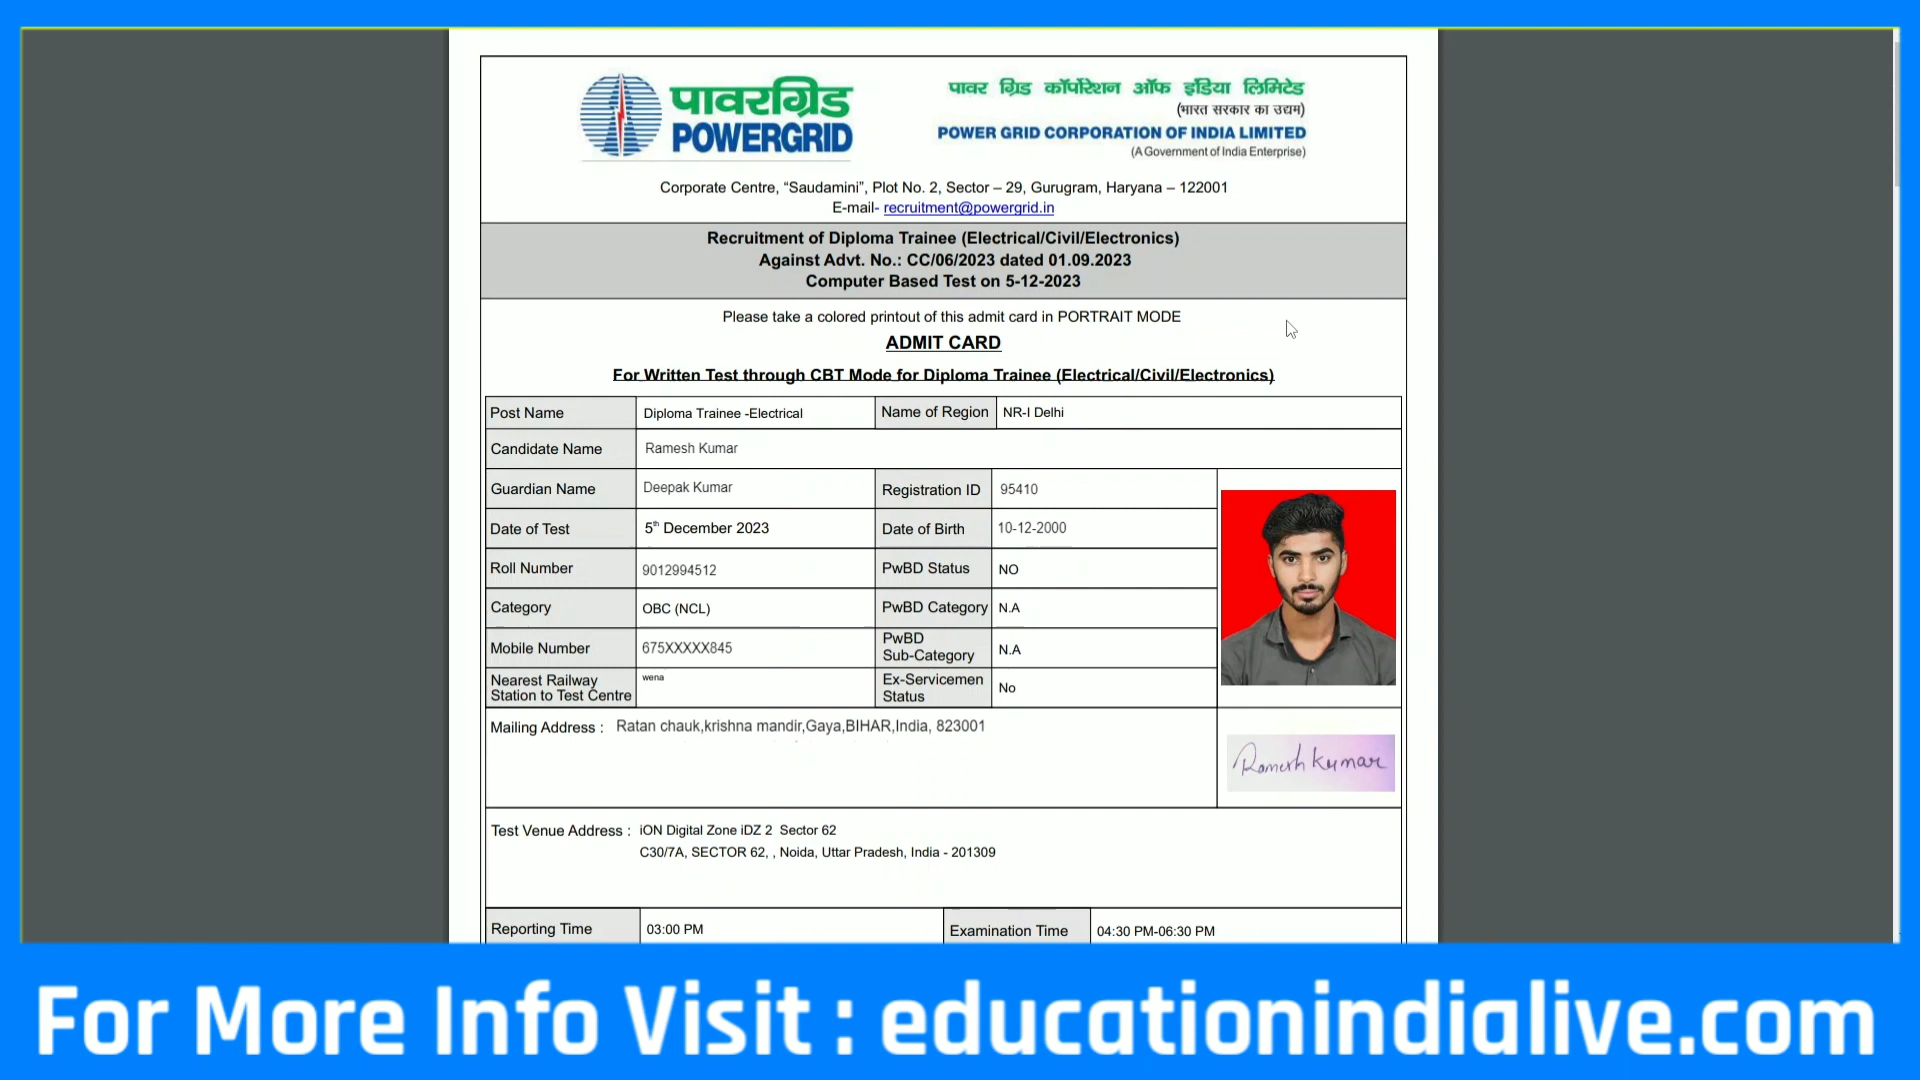 पावरग्रिड
POWERGRID
पावर ग्रिड कॉर्पोरेशन ऑफ इंडिया लिमिटेड
(भारत सरकार का उद्यम)
POWER GRID CORPORATION OF INDIA LIMITED
(A Government of India Enterprise)
Corporate Centre, “Saudamini”, Plot No. 2, Sector – 29, Gurugram, Haryana – 122001
E-mail- recruitment@powergrid.in
Recruitment of Diploma Trainee (Electrical/Civil/Electronics)
Against Advt. No.: CC/06/2023 dated 01.09.2023
Computer Based Test on 5-12-2023
Please take a colored printout of this admit card in PORTRAIT MODE
ADMIT CARD
For Written Test through CBT Mode for Diploma Trainee (Electrical/Civil/Electronics)
Post Name Diploma Trainee -Electrical Name of Region NR-I Delhi
Candidate Name Ramesh Kumar
Guardian Name Deepak Kumar Registration ID 95410
Date of Test 5th December 2023 Date of Birth 10-12-2000
Roll Number 9012994512 PwBD Status NO
Category OBC (NCL) PwBD Category N.A
Mobile Number 675XXXXX845 PwBD
Sub-Category N.A
Nearest Railway
Station to Test Centre wena Ex-Servicemen
Status No
Mailing Address : Ratan chauk,krishna mandir,Gaya,BIHAR,India, 823001
Ramesh Kumar
Test Venue Address : iON Digital Zone iDZ 2 Sector 62
C30/7A, SECTOR 62, , Noida, Uttar Pradesh, India - 201309
Reporting Time 03:00 PM Examination Time 04:30 PM-06:30 PM
For More Info Visit : educationindialive.com